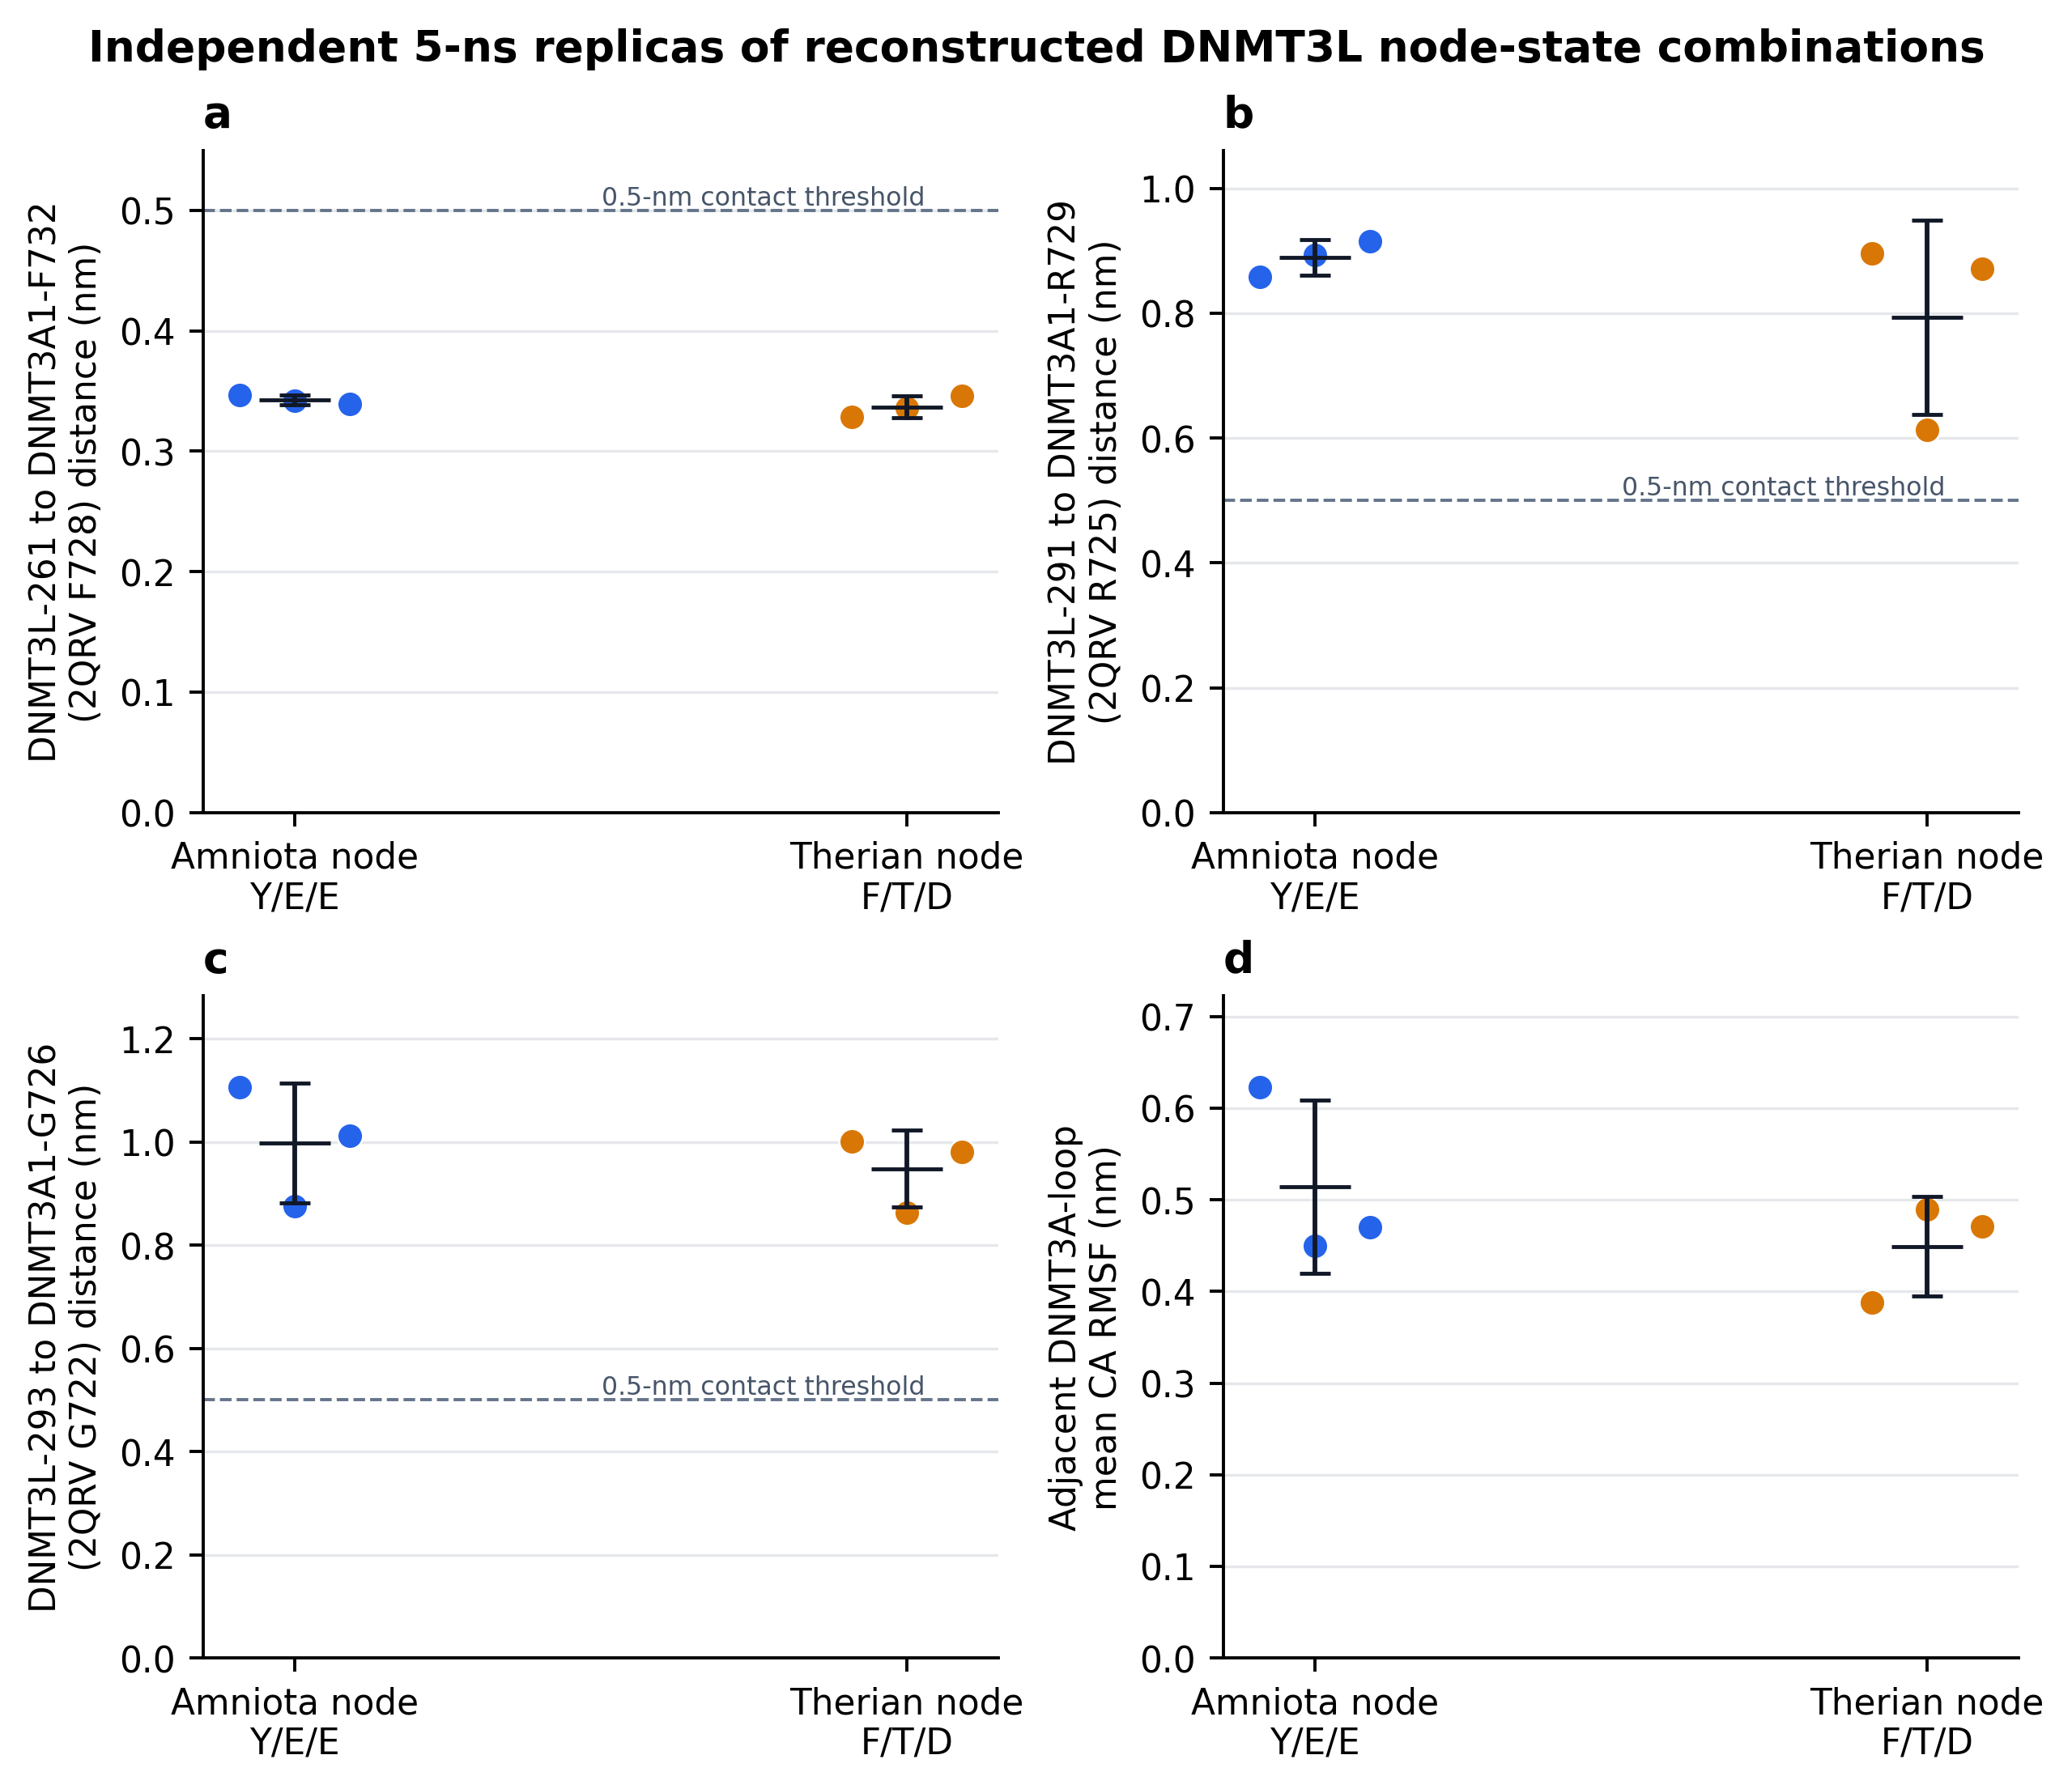 Independent 5-ns replicas of reconstructed DNMT3L node-state combinations
a
DNMT3L-261 to DNMT3A1-F732
(2QRV F728) distance (nm)
0.5
0.4
0.3
0.2
0.1
0.0
0.5-nm contact threshold
Amniota node
Y/E/E
Therian node
F/T/D
b
DNMT3L-291 to DNMT3A1-R729
(2QRV R725) distance (nm)
1.0
0.8
0.6
0.4
0.2
0.0
0.5-nm contact threshold
Amniota node
Y/E/E
Therian node
F/T/D
c
DNMT3L-293 to DNMT3A1-G726
(2QRV G722) distance (nm)
1.2
1.0
0.8
0.6
0.4
0.2
0.0
0.5-nm contact threshold
Amniota node
Y/E/E
Therian node
F/T/D
d
Adjacent DNMT3A-loop
mean CA RMSF (nm)
0.7
0.6
0.5
0.4
0.3
0.2
0.1
0.0
Amniota node
Y/E/E
Therian node
F/T/D